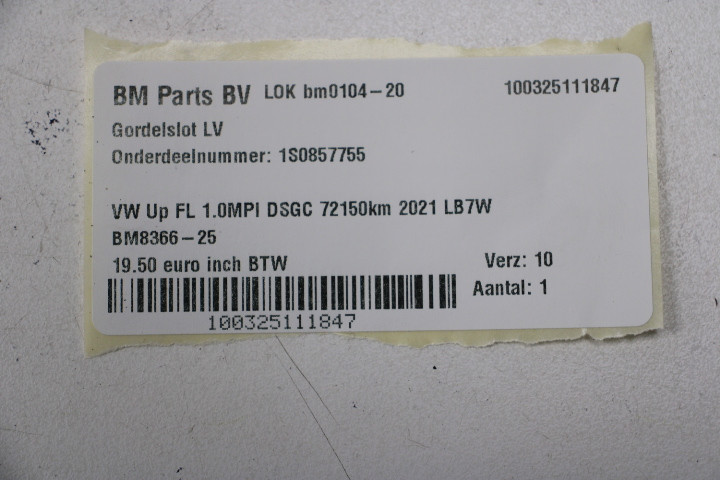 BM Parts BV LOK bm0104-20 100325111847
Gordelslot LV
Onderdeelnummer: 1S0857755
VW Up FL 1.0MPI DSGC 72150km 2021 LB7W
BM8366-25
19.50 euro inch BTW Verz: 10
Aantal: 1
100325111847